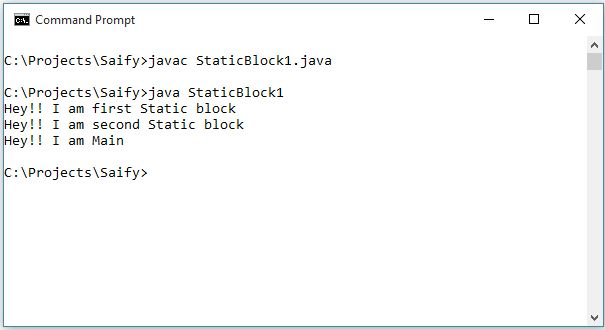 Command Prompt
C:\Projects\Saify>javac StaticBlock1.java
C:\Projects\Saify>java StaticBlock1
Hey!! I am first Static block
Hey!! I am second Static block
Hey!! I am Main
C:\Projects\Saify>